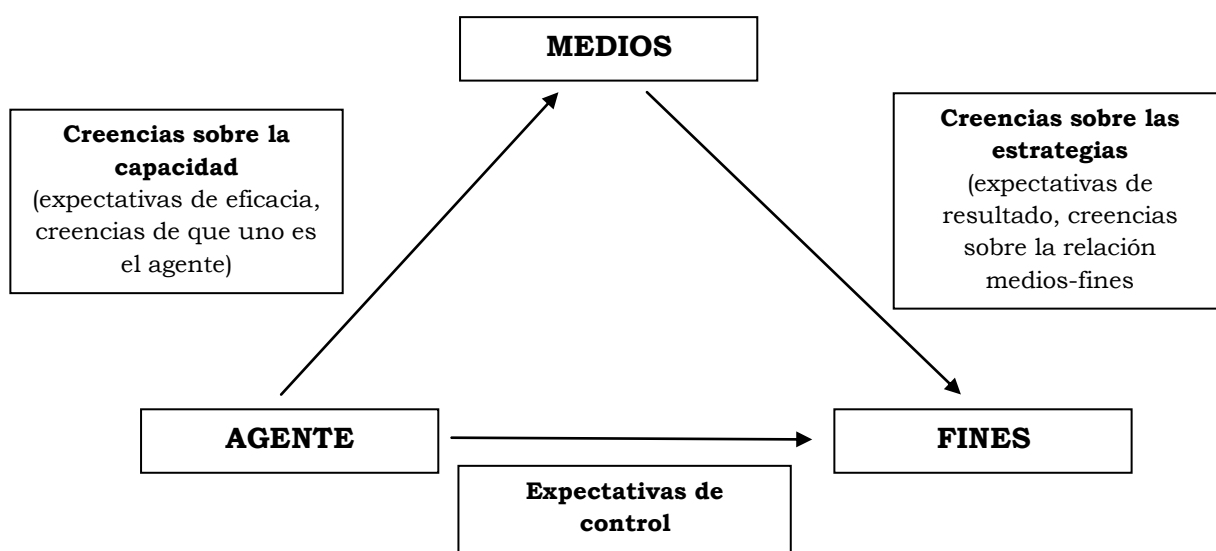 MEDIOS
Creencias sobre la
capacidad
(expectativas de eficacia,
creencias de que uno es
el agente)
Creencias sobre las
estrategias
(expectativas de
resultado, creencias
sobre la relación
medios-fines
AGENTE
FINES
Expectativas de
control